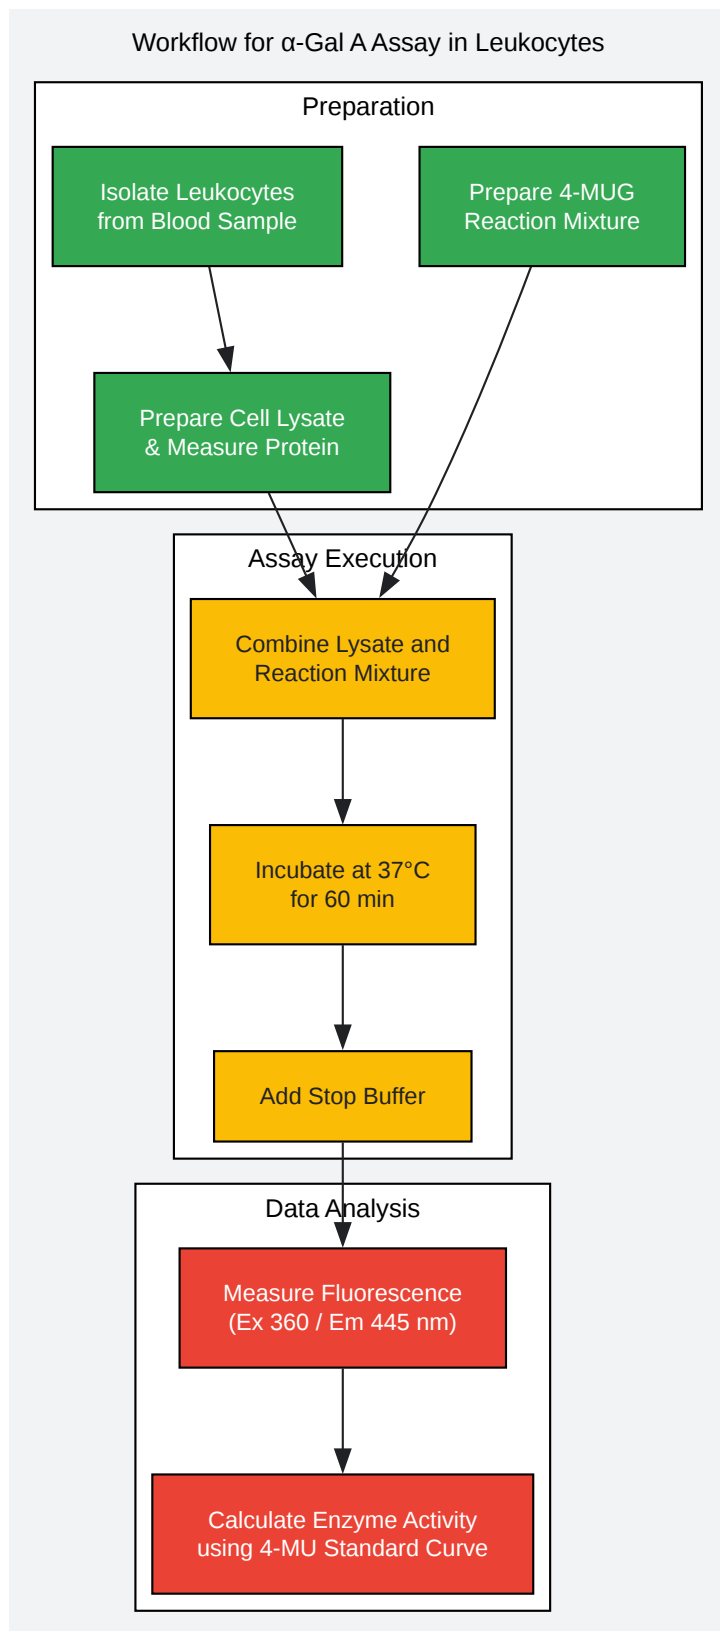 Workflow for α-Gal A Assay in Leukocytes
Preparation
Isolate Leukocytes
from Blood Sample
Prepare 4-MUG
Reaction Mixture
Prepare Cell Lysate
& Measure Protein
Assay Execution
Combine Lysate and
Reaction Mixture
Incubate at 37°C
for 60 min
Add Stop Buffer
Data Analysis
Measure Fluorescence
(Ex 360 / Em 445 nm)
Calculate Enzyme Activity
using 4-MU Standard Curve